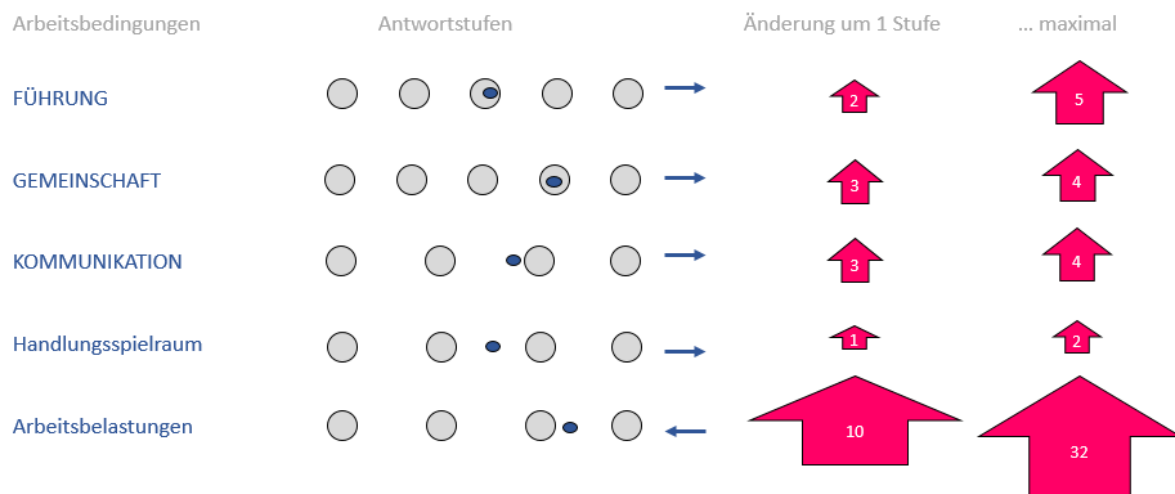 Arbeitsbedingungen Antwortstufen Änderung um 1 Stufe ... maximal
FÜHRUNG 2 5
GEMEINSCHAFT 3 4
KOMMUNIKATION 3 4
Handlungsspielraum 1 2
Arbeitsbelastungen 10 32